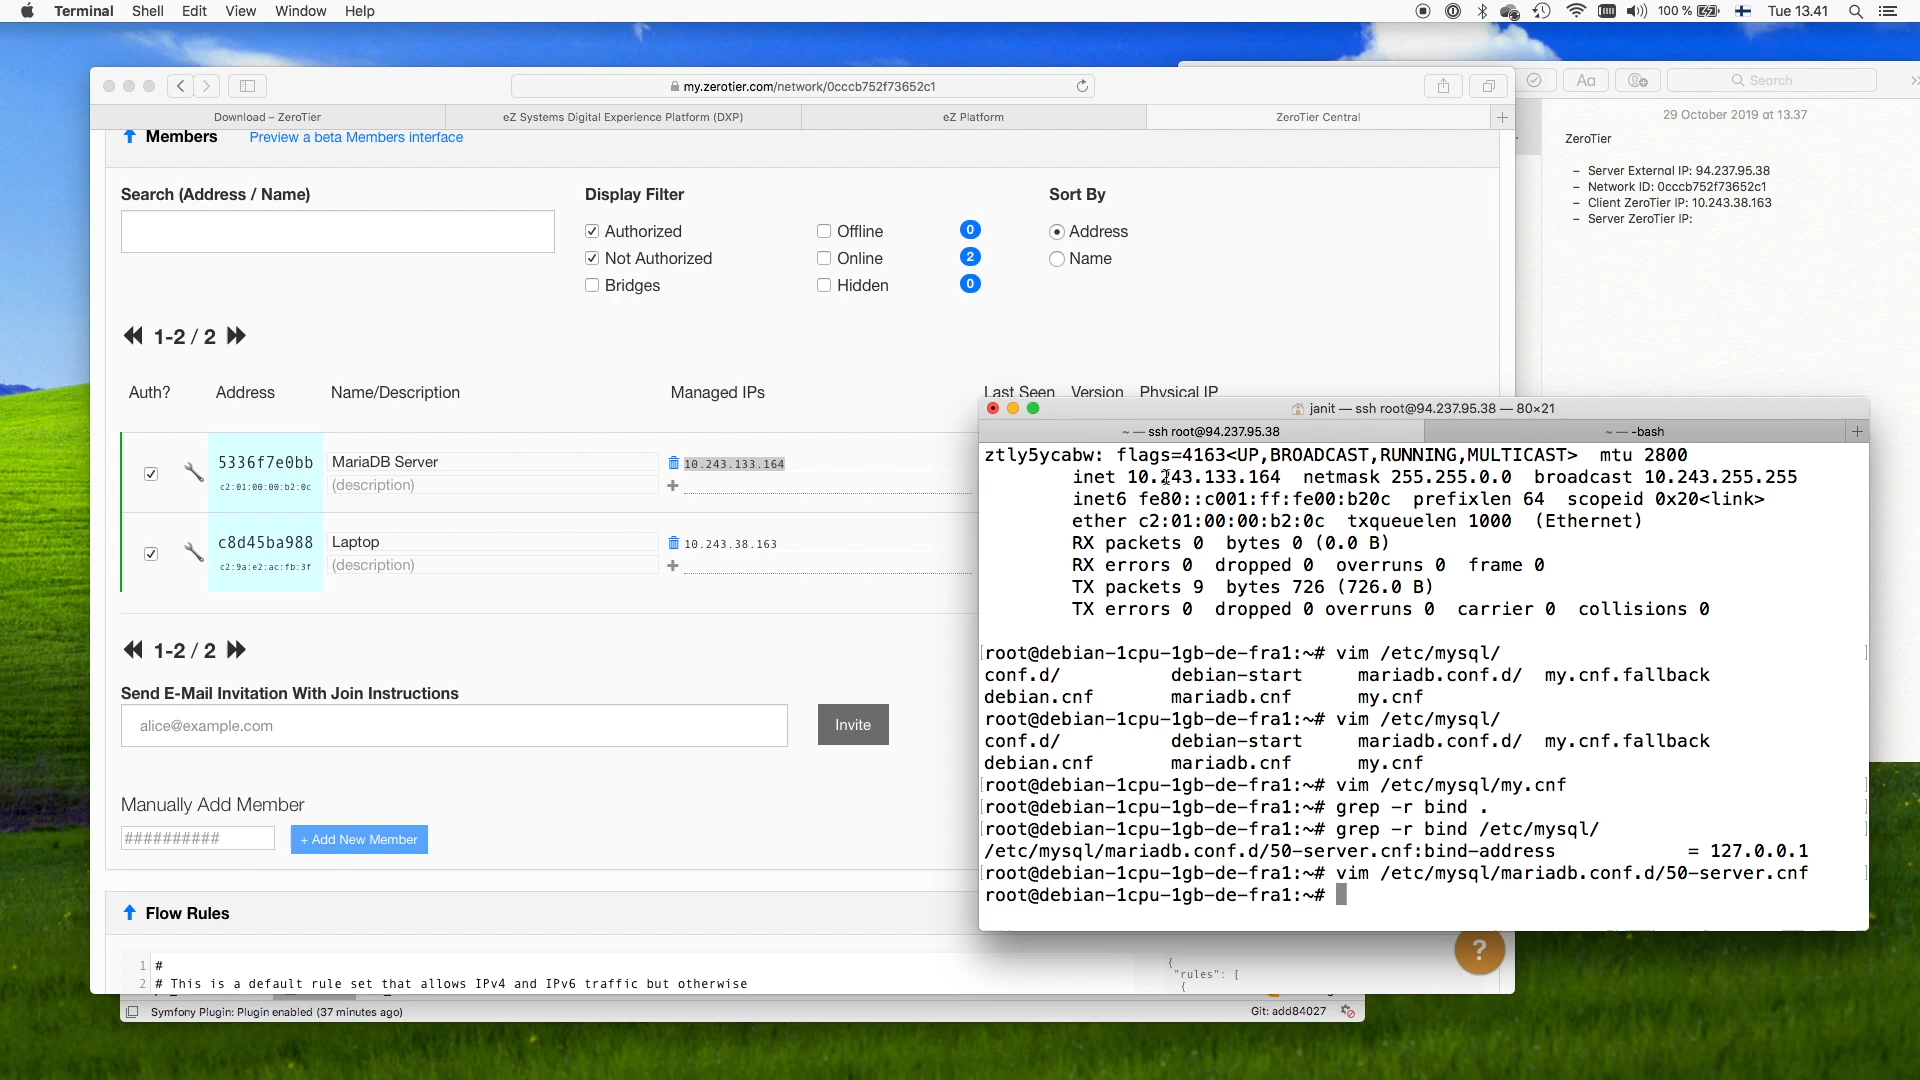 Terminal Shell Edit View Window Help
100 % Tue 13.41
my.zerotier.com/network/0cccb752f73652c1
Download – ZeroTier
eZ Systems Digital Experience Platform (DXP)
eZ Platform
ZeroTier Central
Members Preview a beta Members interface
Search (Address / Name)
Display Filter
Sort By
Authorized
Offline 0
Address
Not Authorized
Online 2
Name
Bridges
Hidden 0
1-2 / 2
Auth? Address Name/Description Managed IPs Last Seen Version Physical IP
5336f7e0bb MariaDB Server 10.243.133.164
c2:01:00:00:b2:0c (description)
c8d45ba988 Laptop 10.243.38.163
c2:9a:e2:ac:fb:3f (description)
1-2 / 2
Send E-Mail Invitation With Join Instructions
alice@example.com
Invite
Manually Add Member
##########
+ Add New Member
Flow Rules
1 #
2 # This is a default rule set that allows IPv4 and IPv6 traffic but otherwise
{
"rules": [
{
Symfony Plugin: Plugin enabled (37 minutes ago)
Git: add84027
?
Aa
Search
29 October 2019 at 13.37
ZeroTier
– Server External IP: 94.237.95.38
– Network ID: 0cccb752f73652c1
– Client ZeroTier IP: 10.243.38.163
– Server ZeroTier IP:
janit — ssh root@94.237.95.38 — 80×21
~ — ssh root@94.237.95.38
~ — -bash
ztly5ycabw: flags=4163<UP,BROADCAST,RUNNING,MULTICAST> mtu 2800
inet 10.243.133.164 netmask 255.255.0.0 broadcast 10.243.255.255
inet6 fe80::c001:ff:fe00:b20c prefixlen 64 scopeid 0x20<link>
ether c2:01:00:00:b2:0c txqueuelen 1000 (Ethernet)
RX packets 0 bytes 0 (0.0 B)
RX errors 0 dropped 0 overruns 0 frame 0
TX packets 9 bytes 726 (726.0 B)
TX errors 0 dropped 0 overruns 0 carrier 0 collisions 0
[root@debian-1cpu-1gb-de-fra1:~# vim /etc/mysql/ ]
conf.d/ debian-start mariadb.conf.d/ my.cnf.fallback
debian.cnf mariadb.cnf my.cnf
root@debian-1cpu-1gb-de-fra1:~# vim /etc/mysql/
conf.d/ debian-start mariadb.conf.d/ my.cnf.fallback
debian.cnf mariadb.cnf my.cnf
[root@debian-1cpu-1gb-de-fra1:~# vim /etc/mysql/my.cnf ]
[root@debian-1cpu-1gb-de-fra1:~# grep -r bind . ]
[root@debian-1cpu-1gb-de-fra1:~# grep -r bind /etc/mysql/ ]
/etc/mysql/mariadb.conf.d/50-server.cnf:bind-address = 127.0.0.1
[root@debian-1cpu-1gb-de-fra1:~# vim /etc/mysql/mariadb.conf.d/50-server.cnf ]
root@debian-1cpu-1gb-de-fra1:~#